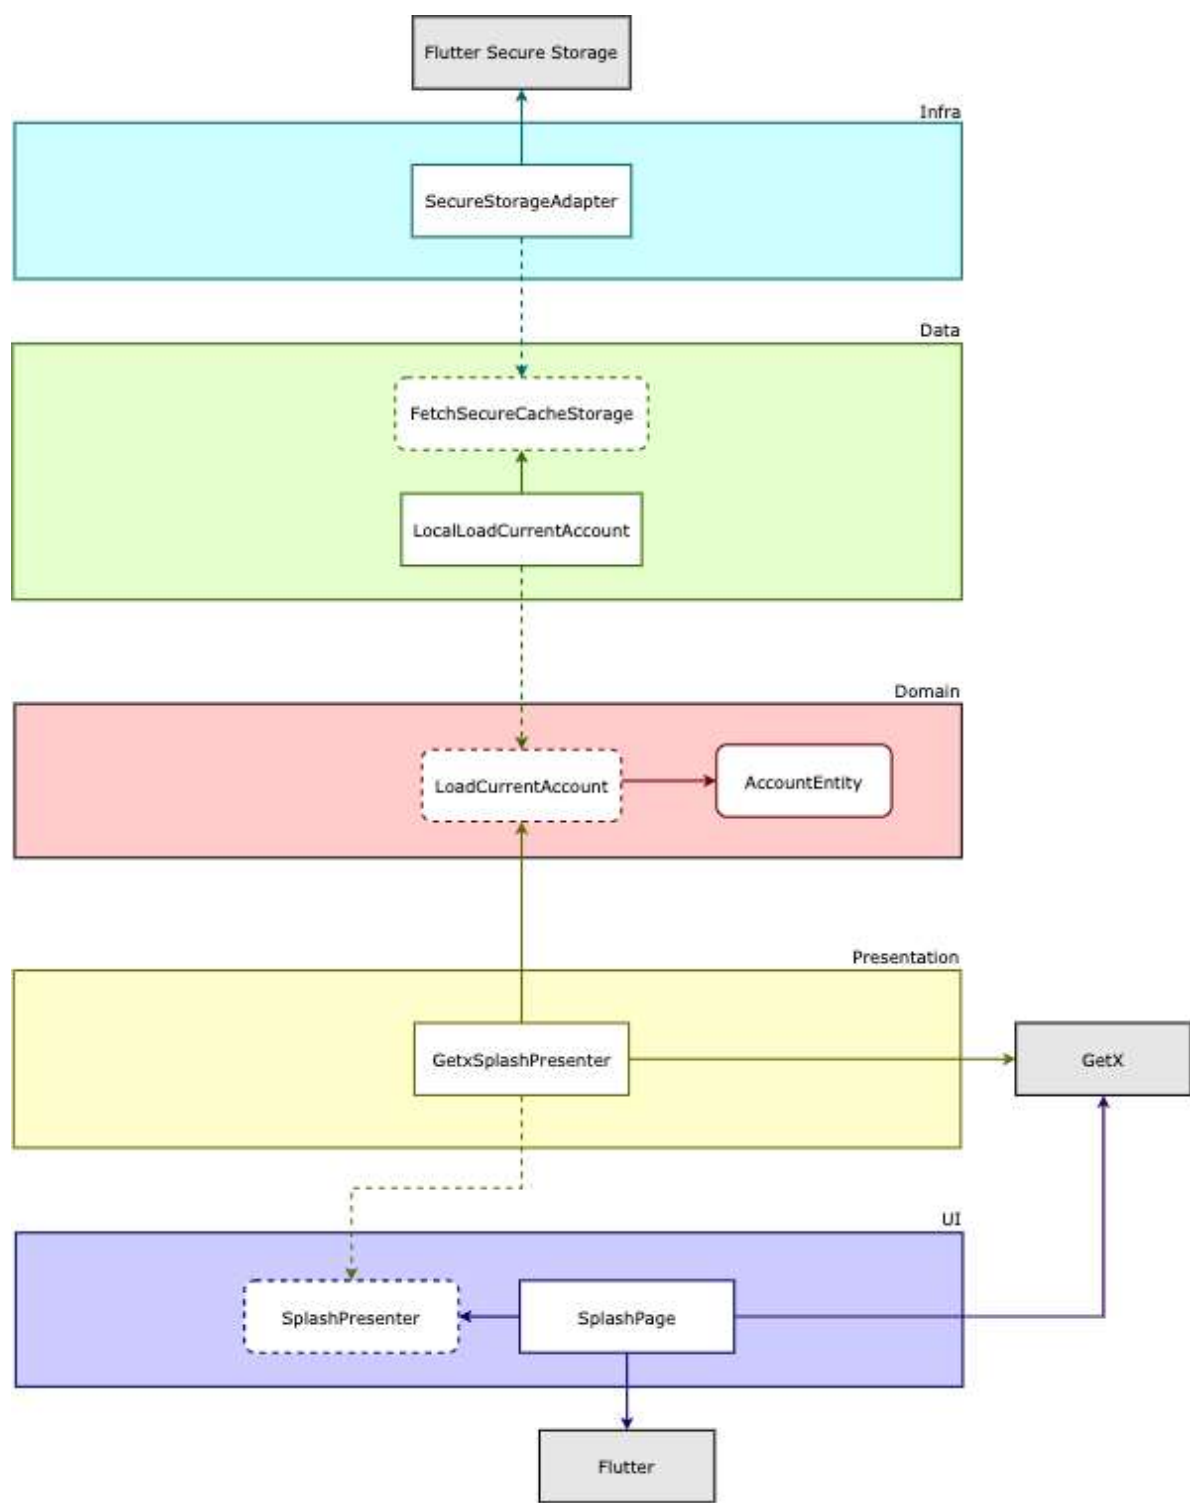 Flutter Secure Storage
Infra
SecureStorageAdapter
Data
FetchSecureCacheStorage
LocalLoadCurrentAccount
Domain
LoadCurrentAccount
AccountEntity
Presentation
GetxSplashPresenter
GetX
UI
SplashPresenter
SplashPage
Flutter